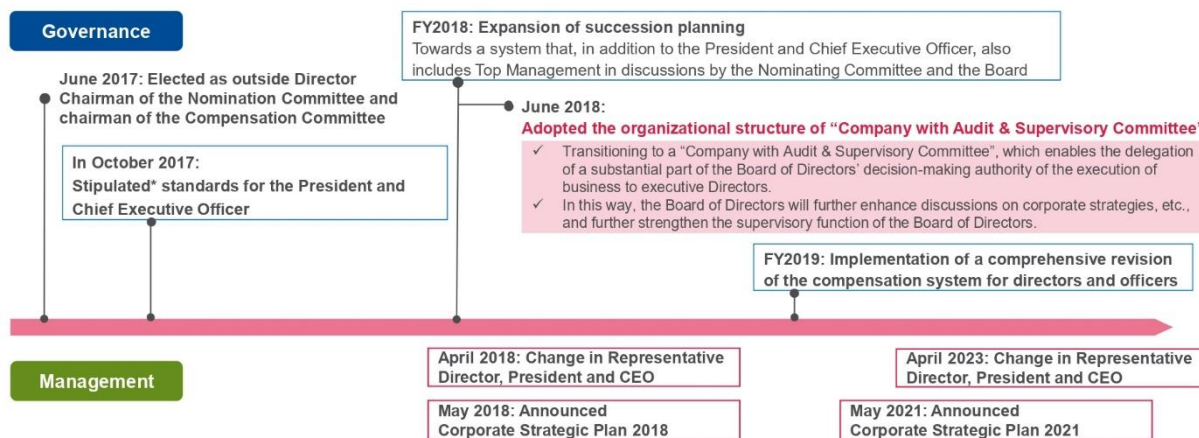 Governance
June 2017: Elected as outside Director
Chairman of the Nomination Committee and
chairman of the Compensation Committee
In October 2017:
Stipulated* standards for the President and
Chief Executive Officer
FY2018: Expansion of succession planning
Towards a system that, in addition to the President and Chief Executive Officer, also
includes Top Management in discussions by the Nominating Committee and the Board
June 2018:
Adopted the organizational structure of “Company with Audit & Supervisory Committee”
✓ Transitioning to a “Company with Audit & Supervisory Committee”, which enables the delegation
of a substantial part of the Board of Directors’ decision-making authority of the execution of
business to executive Directors.
✓ In this way, the Board of Directors will further enhance discussions on corporate strategies, etc.,
and further strengthen the supervisory function of the Board of Directors.
FY2019: Implementation of a comprehensive revision
of the compensation system for directors and officers
Management
April 2018: Change in Representative
Director, President and CEO
May 2018: Announced
Corporate Strategic Plan 2018
April 2023: Change in Representative
Director, President and CEO
May 2021: Announced
Corporate Strategic Plan 2021